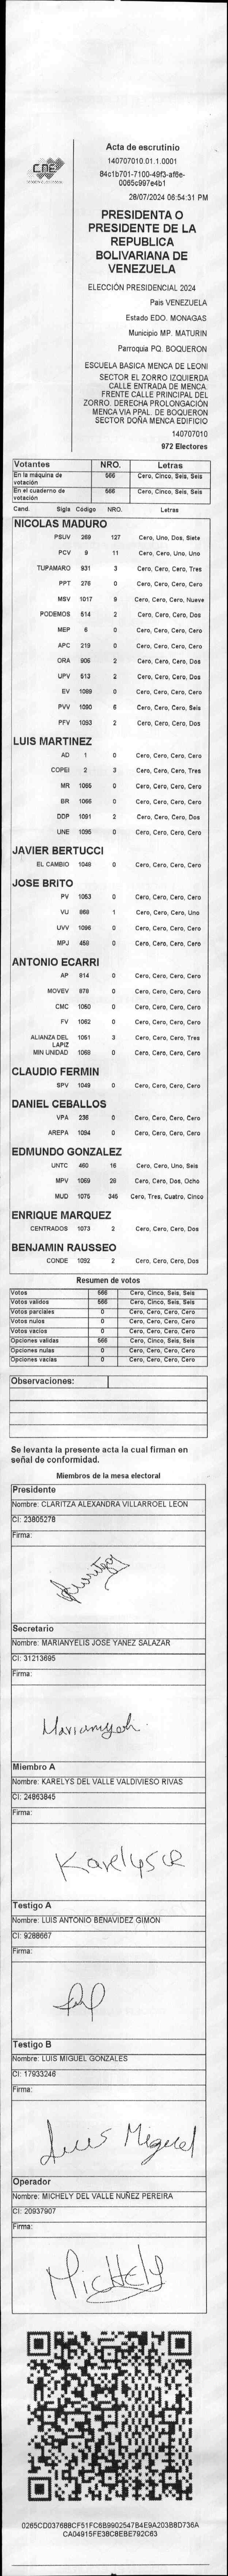 Acta de escrutinio
140707010.01.1.0001
84c1b701-7100-49f3-af6e-
0065c997e4b1
28/07/2024 06:54:31 PM
CNE
PRESIDENTA O
PRESIDENTE DE LA
REPUBLICA
BOLIVARIANA DE
VENEZUELA
ELECCIÓN PRESIDENCIAL 2024
Pais VENEZUELA
Estado EDO. MONAGAS
Municipio MP. MATURIN
Parroquia PQ. BOQUERON
ESCUELA BASICA MENCA DE LEONI
SECTOR EL ZORRO IZQUIERDA
CALLE ENTRADA DE MENCA.
FRENTE CALLE PRINCIPAL DEL
ZORRO. DERECHA PROLONGACIÓN
MENCA VIA PPAL. DE BOQUERON
SECTOR DOÑA MENCA EDIFICIO
140707010
972 Electores
Votantes NRO. Letras
En la máquina de votación 566 Cero, Cinco, Seis, Seis
En el cuaderno de votación 566 Cero, Cinco, Seis, Seis
Cand. Sigla Código NRO. Letras
NICOLAS MADURO
PSUV 269 127 Cero, Uno, Dos, Siete
PCV 9 11 Cero, Cero, Uno, Uno
TUPAMARO 931 3 Cero, Cero, Cero, Tres
PPT 276 0 Cero, Cero, Cero, Cero
MSV 1017 9 Cero, Cero, Cero, Nueve
PODEMOS 514 2 Cero, Cero, Cero, Dos
MEP 6 0 Cero, Cero, Cero, Cero
APC 219 0 Cero, Cero, Cero, Cero
ORA 906 2 Cero, Cero, Cero, Dos
UPV 513 2 Cero, Cero, Cero, Dos
EV 1089 0 Cero, Cero, Cero, Cero
PVV 1090 6 Cero, Cero, Cero, Seis
PFV 1093 2 Cero, Cero, Cero, Dos
LUIS MARTINEZ
AD 1 0 Cero, Cero, Cero, Cero
COPEI 2 3 Cero, Cero, Cero, Tres
MR 1065 0 Cero, Cero, Cero, Cero
BR 1066 0 Cero, Cero, Cero, Cero
DDP 1091 2 Cero, Cero, Cero, Dos
UNE 1095 0 Cero, Cero, Cero, Cero
JAVIER BERTUCCI
EL CAMBIO 1048 0 Cero, Cero, Cero, Cero
JOSE BRITO
PV 1053 0 Cero, Cero, Cero, Cero
VU 868 1 Cero, Cero, Cero, Uno
UVV 1096 0 Cero, Cero, Cero, Cero
MPJ 458 0 Cero, Cero, Cero, Cero
ANTONIO ECARRI
AP 814 0 Cero, Cero, Cero, Cero
MOVEV 878 0 Cero, Cero, Cero, Cero
CMC 1050 0 Cero, Cero, Cero, Cero
FV 1062 0 Cero, Cero, Cero, Cero
ALIANZA DEL LAPIZ 1051 3 Cero, Cero, Cero, Tres
MIN UNIDAD 1068 0 Cero, Cero, Cero, Cero
CLAUDIO FERMIN
SPV 1049 0 Cero, Cero, Cero, Cero
DANIEL CEBALLOS
VPA 236 0 Cero, Cero, Cero, Cero
AREPA 1094 0 Cero, Cero, Cero, Cero
EDMUNDO GONZALEZ
UNTC 460 16 Cero, Cero, Uno, Seis
MPV 1069 28 Cero, Cero, Dos, Ocho
MUD 1075 345 Cero, Tres, Cuatro, Cinco
ENRIQUE MARQUEZ
CENTRADOS 1073 2 Cero, Cero, Cero, Dos
BENJAMIN RAUSSEO
CONDE 1092 2 Cero, Cero, Cero, Dos
Resumen de votos
Votos 566 Cero, Cinco, Seis, Seis
Votos validos 566 Cero, Cinco, Seis, Seis
Votos parciales 0 Cero, Cero, Cero, Cero
Votos nulos 0 Cero, Cero, Cero, Cero
Votos vacios 0 Cero, Cero, Cero, Cero
Opciones validas 566 Cero, Cinco, Seis, Seis
Opciones nulas 0 Cero, Cero, Cero, Cero
Opciones vacias 0 Cero, Cero, Cero, Cero
Observaciones:
Se levanta la presente acta la cual firman en
señal de conformidad.
Miembros de la mesa electoral
Presidente
Nombre: CLARITZA ALEXANDRA VILLARROEL LEON
CI: 23805278
Firma:
Secretario
Nombre: MARIANYELIS JOSE YANEZ SALAZAR
CI: 31213695
Firma:
Miembro A
Nombre: KARELYS DEL VALLE VALDIVIESO RIVAS
CI: 24863845
Firma:
Testigo A
Nombre: LUIS ANTONIO BENAVIDEZ GIMON
CI: 9288667
Firma:
Testigo B
Nombre: LUIS MIGUEL GONZALES
CI: 17933246
Firma:
Luis Miguel
Operador
Nombre: MICHELY DEL VALLE NUÑEZ PEREIRA
CI: 20937907
Firma:
Michely
0265CD037688CF51FC6B9902547B4E9A203B8D736A
CA04915FE38C8EBE792C63